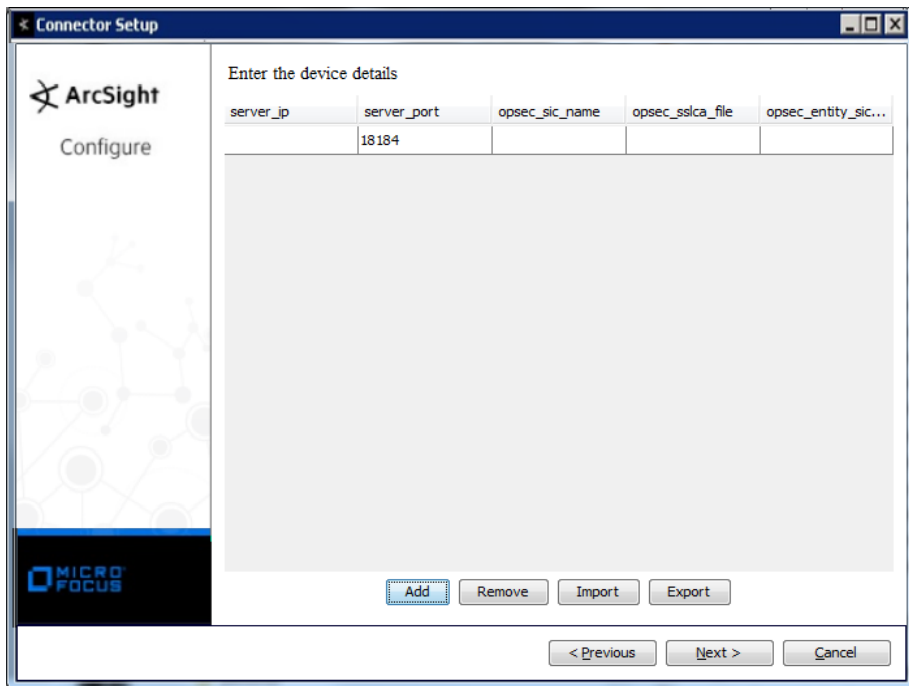 Connector Setup
ArcSight
Configure
Enter the device details
server_ip server_port opsec_sic_name opsec_sslca_file opsec_entity_sic...
18184
Add Remove Import Export
MICRO
FOCUS
< Previous Next > Cancel